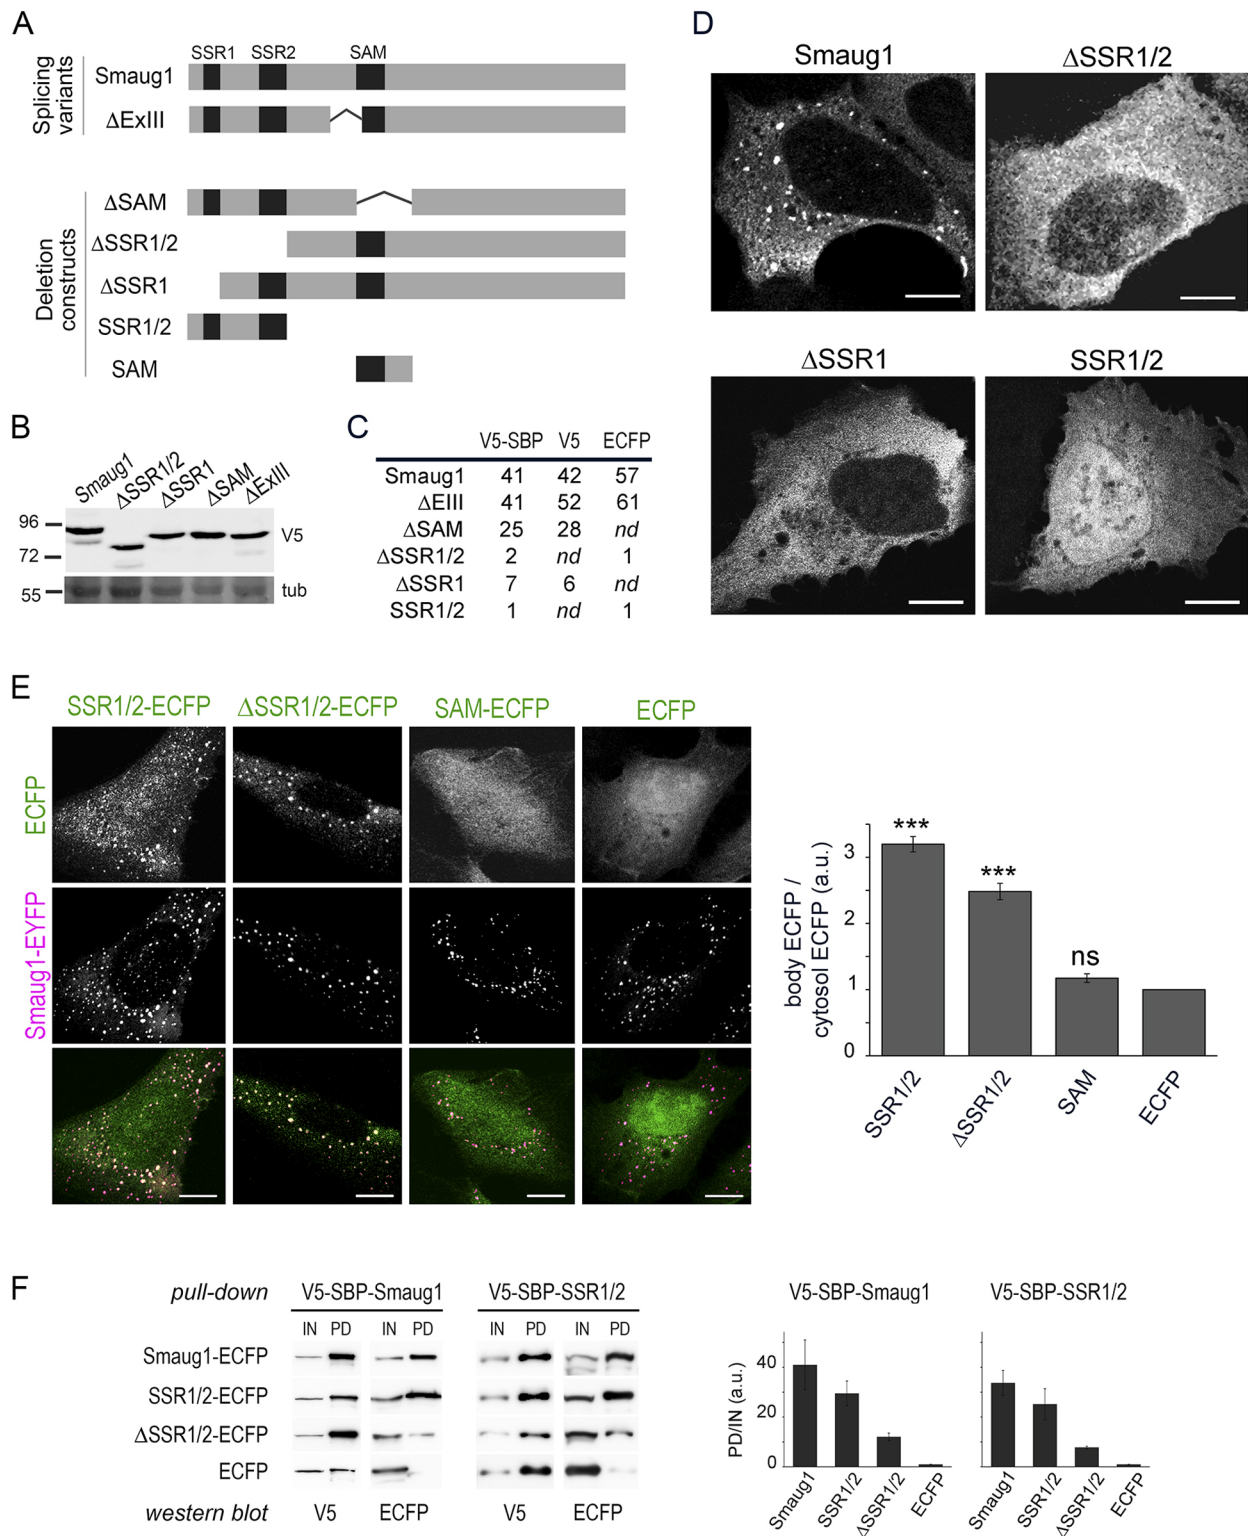 A
SSR1 SSR2 SAM
Splicing variants
Smaug1
ΔExIII
Deletion constructs
ΔSAM
ΔSSR1/2
ΔSSR1
SSR1/2
SAM
B
Smaug1 ΔSSR1/2 ΔSSR1 ΔSAM ΔExIII
96
72
55
V5
tub
C
V5-SBP V5 ECFP
Smaug1 41 42 57
ΔEIII 41 52 61
ΔSAM 25 28 nd
ΔSSR1/2 2 nd 1
ΔSSR1 7 6 nd
SSR1/2 1 nd 1
D
Smaug1 ΔSSR1/2
ΔSSR1 SSR1/2
E
SSR1/2-ECFP ΔSSR1/2-ECFP SAM-ECFP ECFP
ECFP
Smaug1-EYFP
body ECFP /
cytosol ECFP (a.u.)
3
2
1
0
*** *** ns
SSR1/2 ΔSSR1/2 SAM ECFP
F
pull-down V5-SBP-Smaug1 V5-SBP-SSR1/2
IN PD IN PD IN PD IN PD
Smaug1-ECFP
SSR1/2-ECFP
ΔSSR1/2-ECFP
ECFP
western blot V5 ECFP V5 ECFP
V5-SBP-Smaug1 V5-SBP-SSR1/2
PD/IN (a.u.)
40
20
0
Smaug1 SSR1/2 ΔSSR1/2 ECFP
Smaug1 SSR1/2 ΔSSR1/2 ECFP